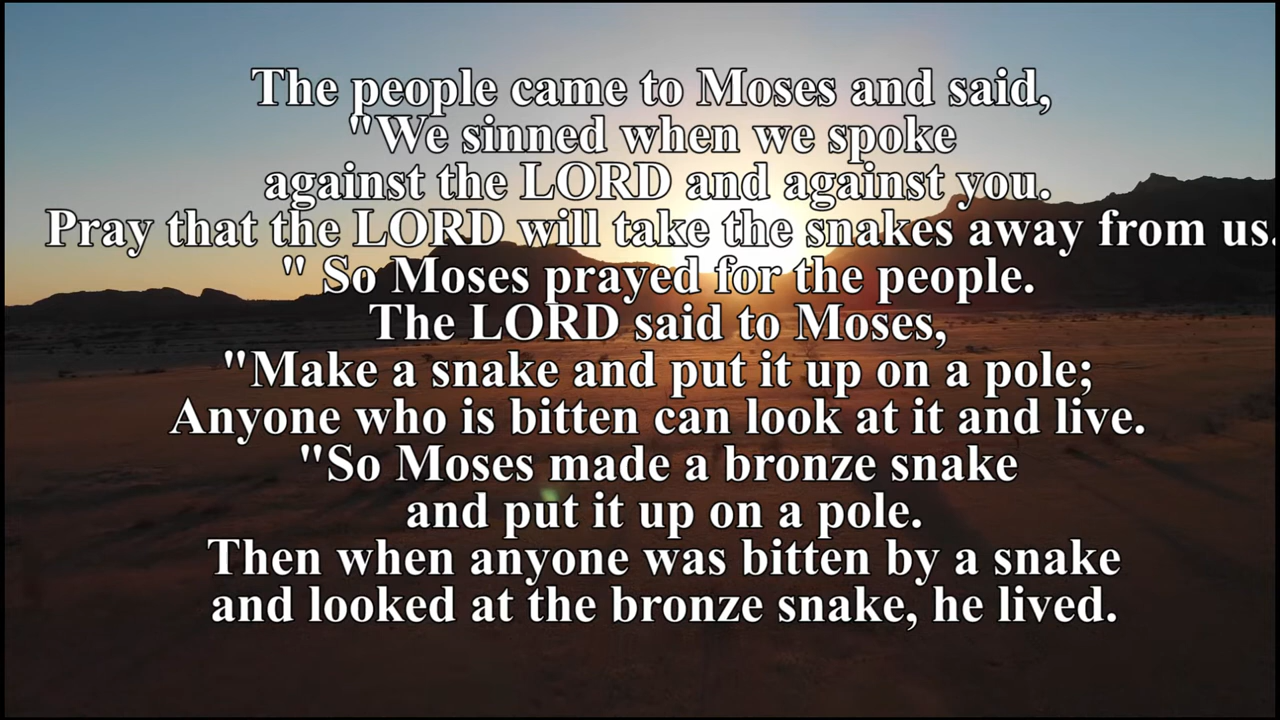 The people came to Moses and said,
"We sinned when we spoke
against the LORD and against you.
Pray that the LORD will take the snakes away from us.
" So Moses prayed for the people.
The LORD said to Moses,
"Make a snake and put it up on a pole;
Anyone who is bitten can look at it and live.
"So Moses made a bronze snake
and put it up on a pole.
Then when anyone was bitten by a snake
and looked at the bronze snake, he lived.